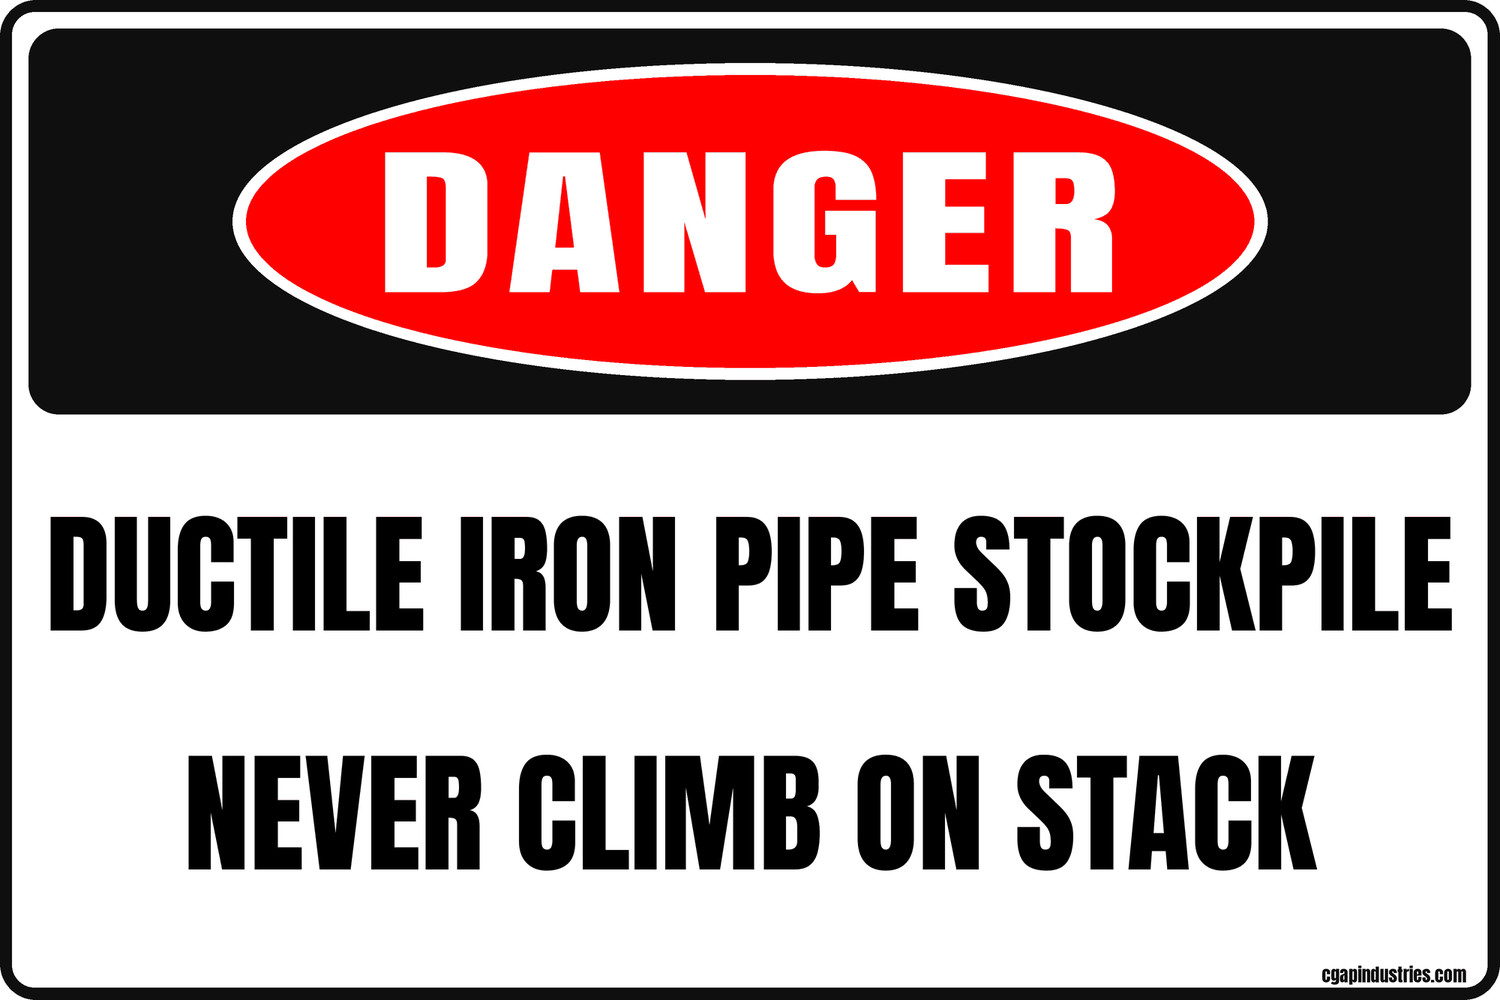 DANGER
DUCTILE IRON PIPE STOCKPILE
NEVER CLIMB ON STACK
cgapindustries.com